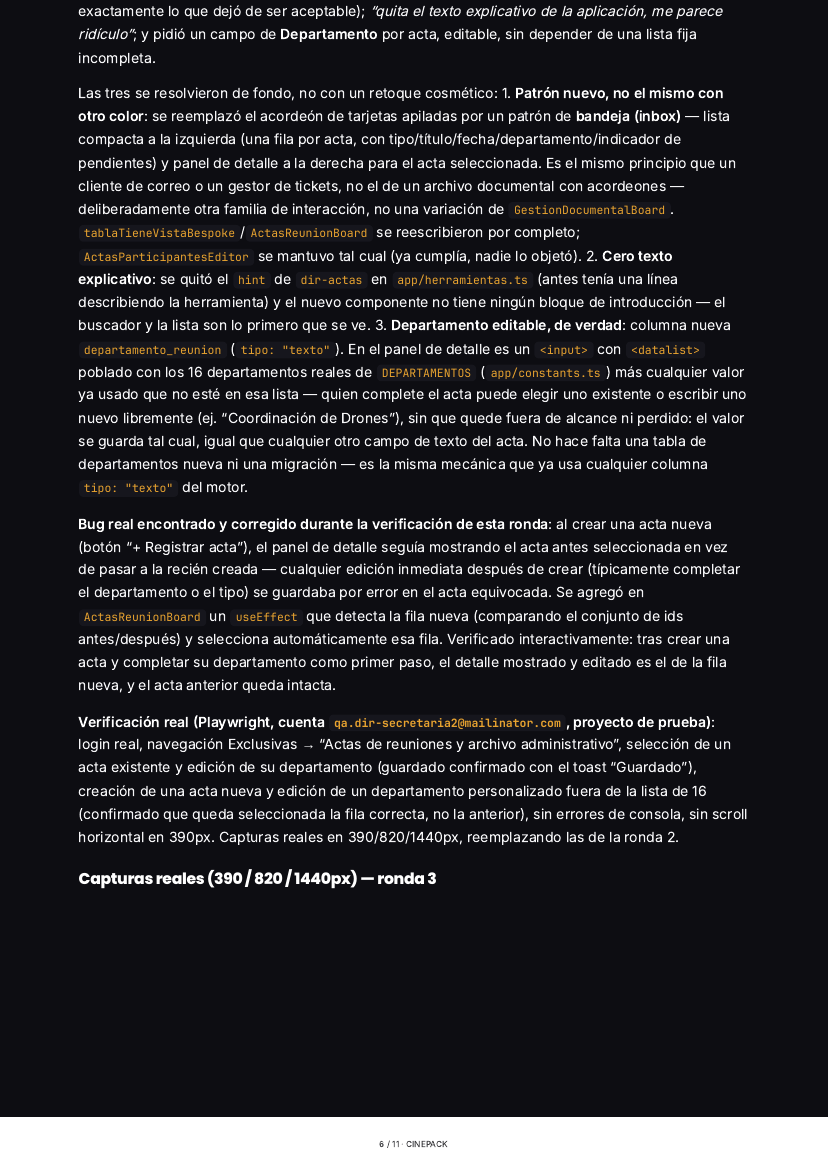 exactamente lo que dejó de ser aceptable); “quita el texto explicativo de la aplicación, me parece
ridículo”; y pidió un campo de Departamento por acta, editable, sin depender de una lista fija
incompleta.
Las tres se resolvieron de fondo, no con un retoque cosmético: 1. Patrón nuevo, no el mismo con
otro color: se reemplazó el acordeón de tarjetas apiladas por un patrón de bandeja (inbox) — lista
compacta a la izquierda (una fila por acta, con tipo/título/fecha/departamento/indicador de
pendientes) y panel de detalle a la derecha para el acta seleccionada. Es el mismo principio que un
cliente de correo o un gestor de tickets, no el de un archivo documental con acordeones —
deliberadamente otra familia de interacción, no una variación de GestionDocumentalBoard.
tablaTieneVistaBespoke / ActasReunionBoard se reescribieron por completo;
ActasParticipantesEditor se mantuvo tal cual (ya cumplía, nadie lo objetó). 2. Cero texto
explicativo: se quitó el hint de dir-actas en app/herramientas.ts (antes tenía una línea
describiendo la herramienta) y el nuevo componente no tiene ningún bloque de introducción — el
buscador y la lista son lo primero que se ve. 3. Departamento editable, de verdad: columna nueva
departamento_reunion ( tipo: "texto" ). En el panel de detalle es un <input> con <datalist>
poblado con los 16 departamentos reales de DEPARTAMENTOS ( app/constants.ts ) más cualquier valor
ya usado que no esté en esa lista — quien complete el acta puede elegir uno existente o escribir uno
nuevo libremente (ej. “Coordinación de Drones”), sin que quede fuera de alcance ni perdido: el valor
se guarda tal cual, igual que cualquier otro campo de texto del acta. No hace falta una tabla de
departamentos nueva ni una migración — es la misma mecánica que ya usa cualquier columna
tipo: "texto" del motor.
Bug real encontrado y corregido durante la verificación de esta ronda: al crear una acta nueva
(botón “+ Registrar acta”), el panel de detalle seguía mostrando el acta antes seleccionada en vez
de pasar a la recién creada — cualquier edición inmediata después de crear (típicamente completar
el departamento o el tipo) se guardaba por error en el acta equivocada. Se agregó en
ActasReunionBoard un useEffect que detecta la fila nueva (comparando el conjunto de ids
antes/después) y selecciona automáticamente esa fila. Verificado interactivamente: tras crear una
acta y completar su departamento como primer paso, el detalle mostrado y editado es el de la fila
nueva, y el acta anterior queda intacta.
Verificación real (Playwright, cuenta qa.dir-secretaria2@mailinator.com, proyecto de prueba):
login real, navegación Exclusivas → “Actas de reuniones y archivo administrativo”, selección de un
acta existente y edición de su departamento (guardado confirmado con el toast “Guardado”),
creación de una acta nueva y edición de un departamento personalizado fuera de la lista de 16
(confirmado que queda seleccionada la fila correcta, no la anterior), sin errores de consola, sin scroll
horizontal en 390px. Capturas reales en 390/820/1440px, reemplazando las de la ronda 2.
Capturas reales (390 / 820 / 1440px) — ronda 3
6 / 11 · CINEPACK